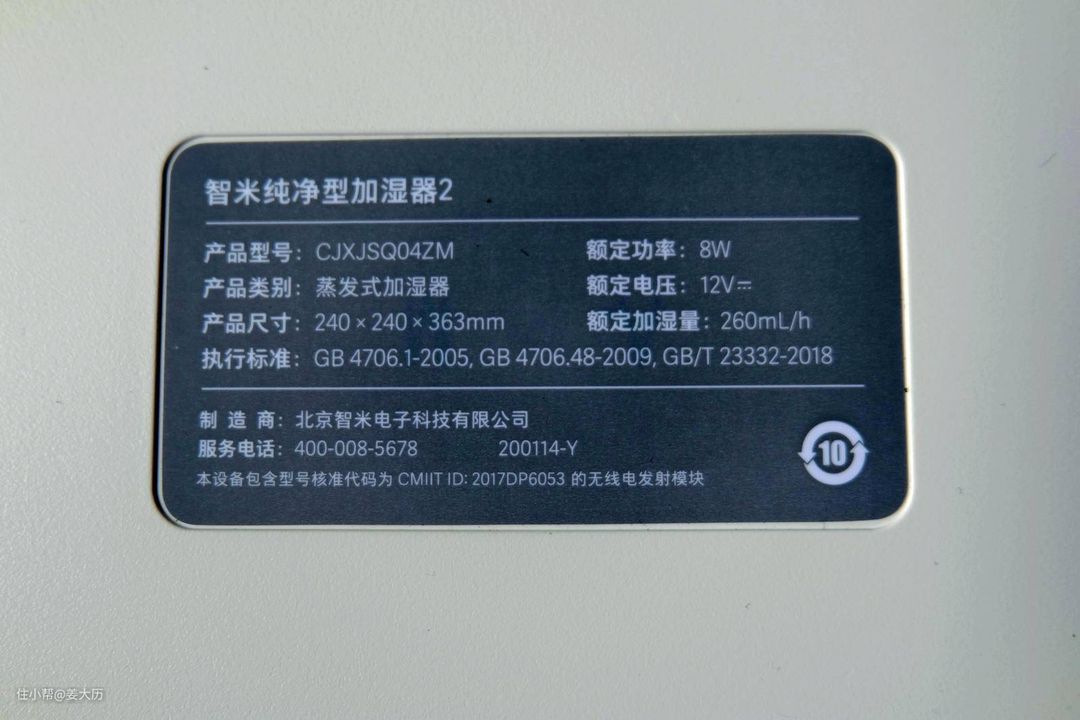 智米纯净型加湿器2
产品型号：CJXJSQ04ZM 额定功率：8W
产品类别：蒸发式加湿器 额定电压：12V⎓
产品尺寸：240×240×363mm 额定加湿量：260mL/h
执行标准：GB 4706.1-2005, GB 4706.48-2009, GB/T 23332-2018
制 造 商：北京智米电子科技有限公司
服务电话：400-008-5678 200114-Y
10
本设备包含型号核准代码为 CMIIT ID: 2017DP6053 的无线电发射模块
住小帮@姜大历